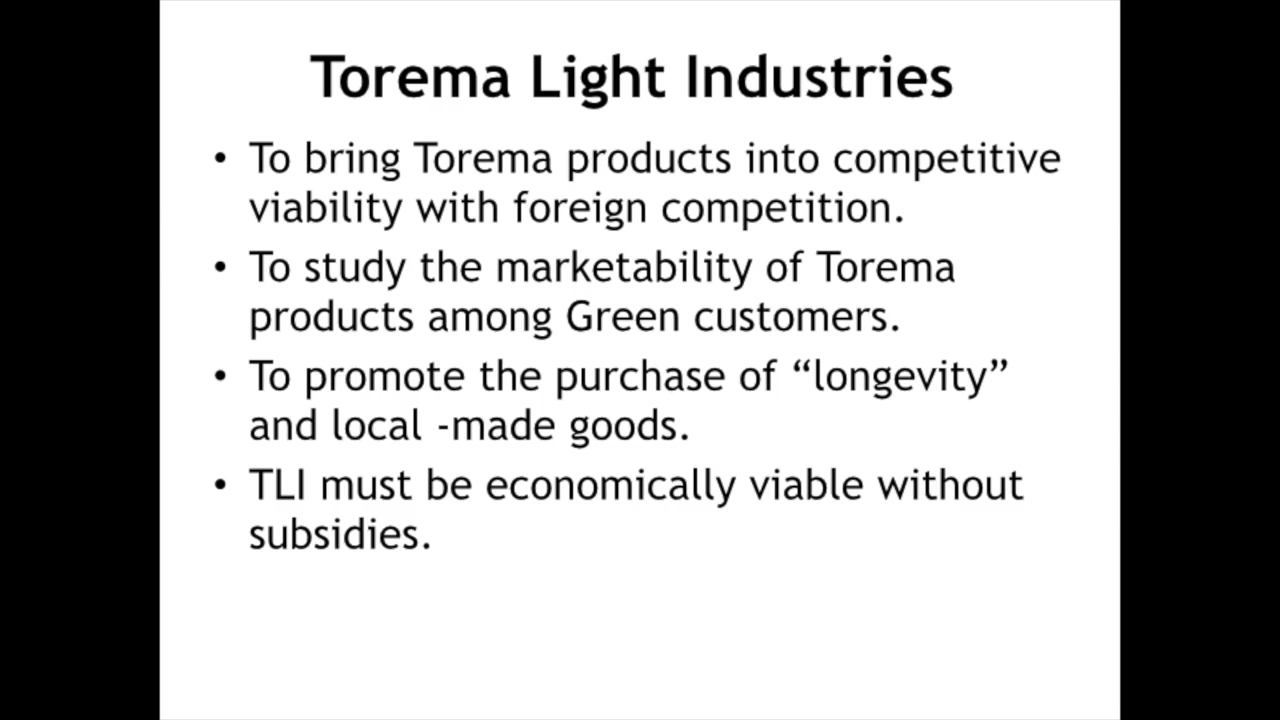 Torema Light Industries
• To bring Torema products into competitive
viability with foreign competition.
• To study the marketability of Torema
products among Green customers.
• To promote the purchase of “longevity”
and local -made goods.
• TLI must be economically viable without
subsidies.